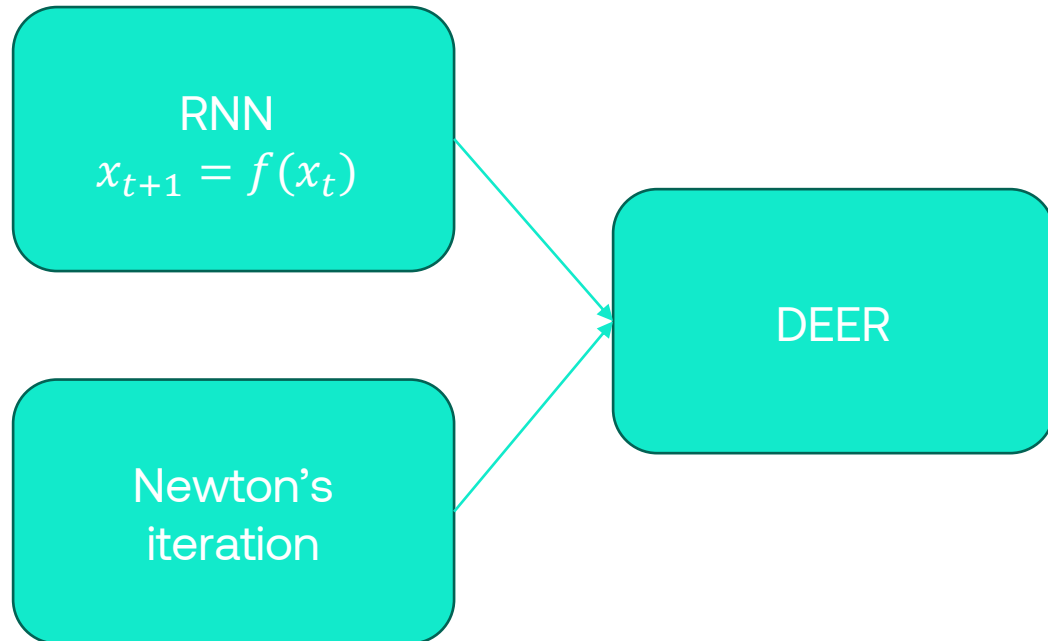 RNN
x_{t+1} = f(x_t)
DEER
Newton’s
iteration